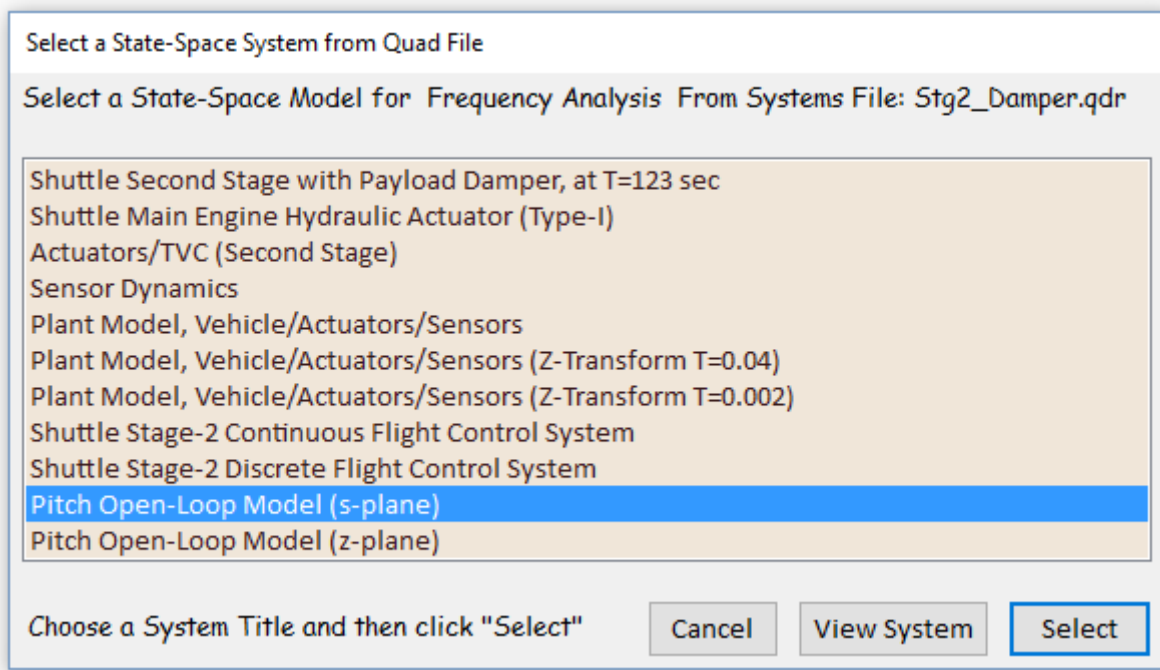 Select a State-Space System from Quad File
Select a State-Space Model for Frequency Analysis From Systems File: Stg2_Damper.qdr
Shuttle Second Stage with Payload Damper, at T=123 sec
Shuttle Main Engine Hydraulic Actuator (Type-I)
Actuators/TVC (Second Stage)
Sensor Dynamics
Plant Model, Vehicle/Actuators/Sensors
Plant Model, Vehicle/Actuators/Sensors (Z-Transform T=0.04)
Plant Model, Vehicle/Actuators/Sensors (Z-Transform T=0.002)
Shuttle Stage-2 Continuous Flight Control System
Shuttle Stage-2 Discrete Flight Control System
Pitch Open-Loop Model (s-plane)
Pitch Open-Loop Model (z-plane)
Choose a System Title and then click "Select" Cancel View System Select